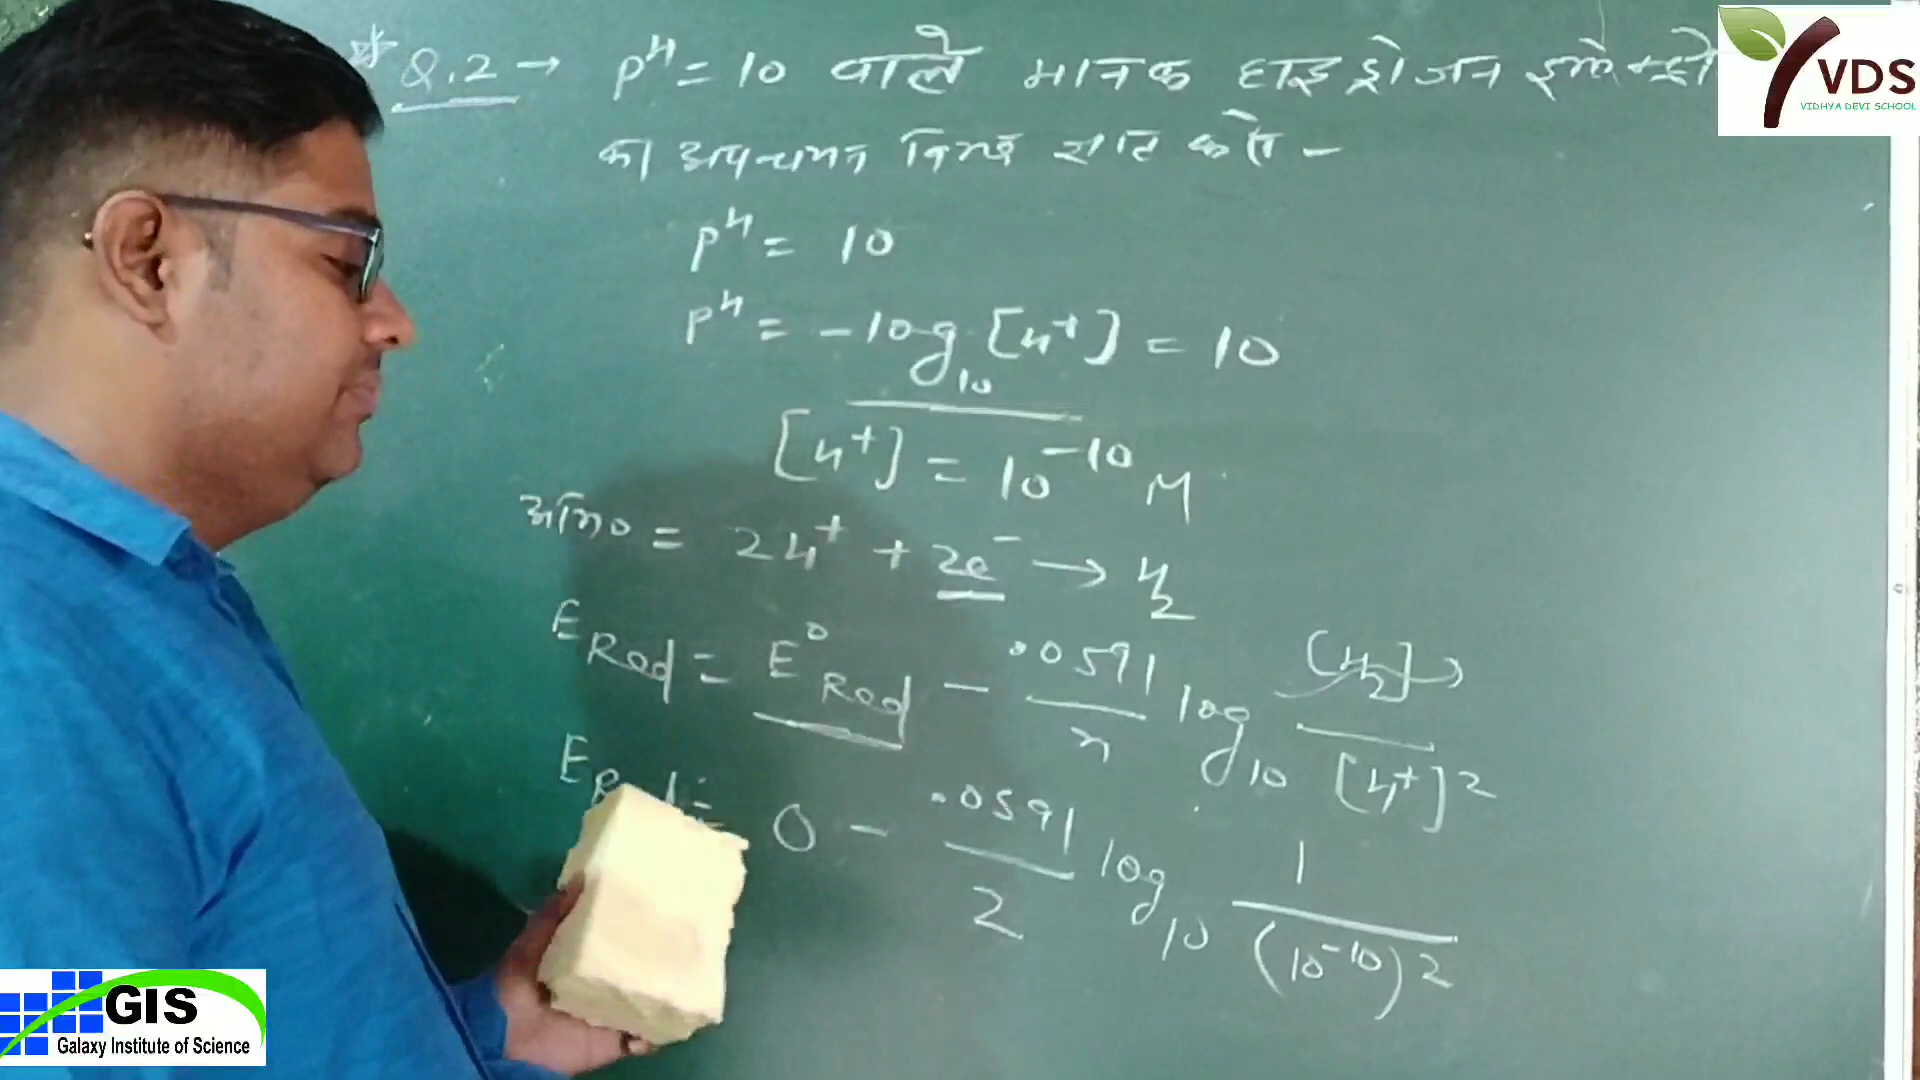 Q.2 → pH = 10 वाले मानक हाइड्रोजन इलेक्ट्रो
का अपचयन विभव ज्ञात करो -
pH = 10
pH = -log₁₀ [H⁺] = 10
[H⁺] = 10⁻¹⁰ M
अभि० = 2H⁺ + 2e⁻ → H₂
E Red = E° Red - .0591/n log₁₀ [H₂]/[H⁺]²
E Red = 0 - .0591/2 log₁₀ 1/(10⁻¹⁰)²
VDS
VIDHYA DEVI SCHOOL
GIS
Galaxy Institute of Science